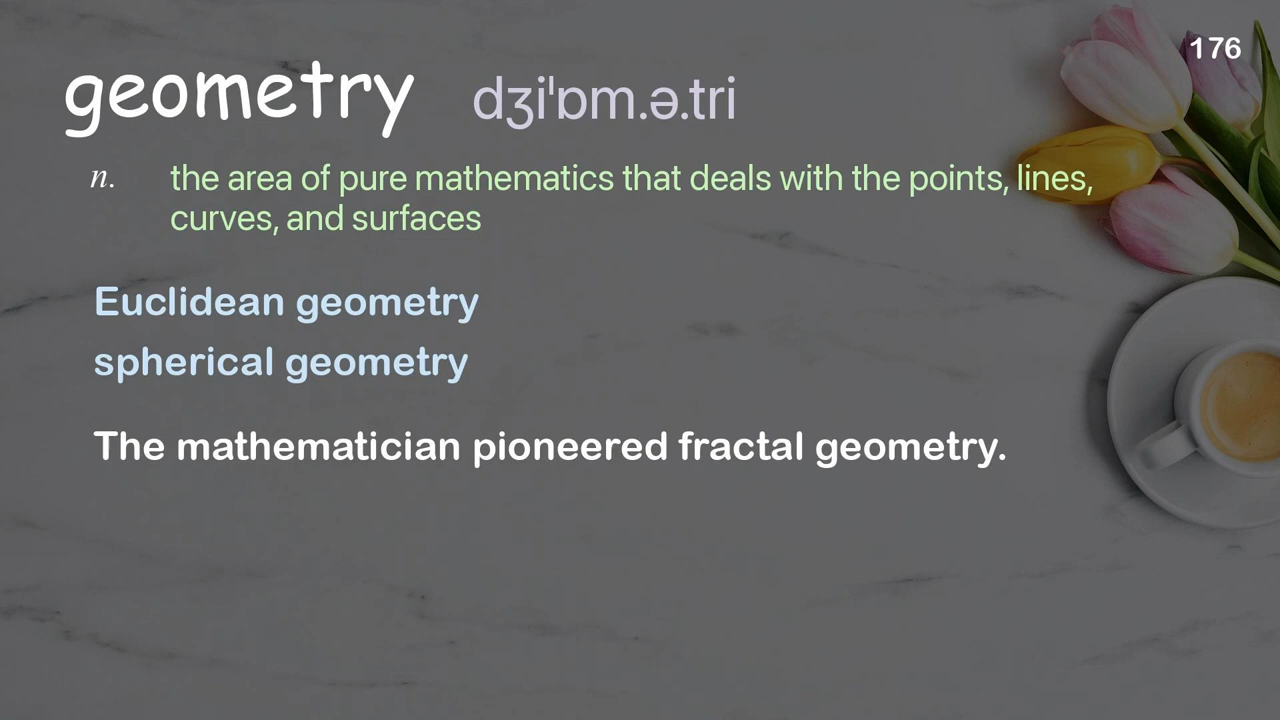 176
geometry dʒiˈɒm.ə.tri
n. the area of pure mathematics that deals with the points, lines,
curves, and surfaces
Euclidean geometry
spherical geometry
The mathematician pioneered fractal geometry.